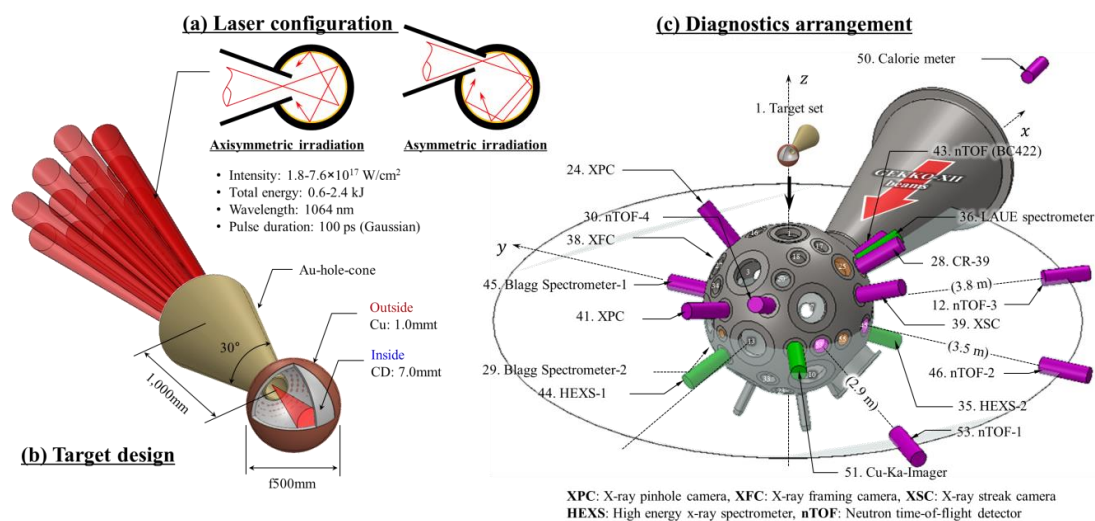 (a) Laser configuration
Axisymmetric irradiation
Asymmetric irradiation
• Intensity: 1.8-7.6×10¹⁷ W/cm²
• Total energy: 0.6-2.4 kJ
• Wavelength: 1064 nm
• Pulse duration: 100 ps (Gaussian)
Au-hole-cone
Outside
Cu: 1.0mmt
Inside
CD: 7.0mmt
30°
1,000mm
f500mm
(b) Target design
(c) Diagnostics arrangement
50. Calorie meter
z
1. Target set
x
43. nTOF (BC422)
GEKKO-XII
beams
24. XPC
36. LAUE spectrometer
30. nTOF-4
38. XFC
28. CR-39
y
45. Blagg Spectrometer-1
(3.8 m)
12. nTOF-3
41. XPC
39. XSC
(3.5 m)
29. Blagg Spectrometer-2
46. nTOF-2
44. HEXS-1
(2.9 m)
35. HEXS-2
53. nTOF-1
51. Cu-Ka-Imager
XPC: X-ray pinhole camera, XFC: X-ray framing camera, XSC: X-ray streak camera
HEXS: High energy x-ray spectrometer, nTOF: Neutron time-of-flight detector